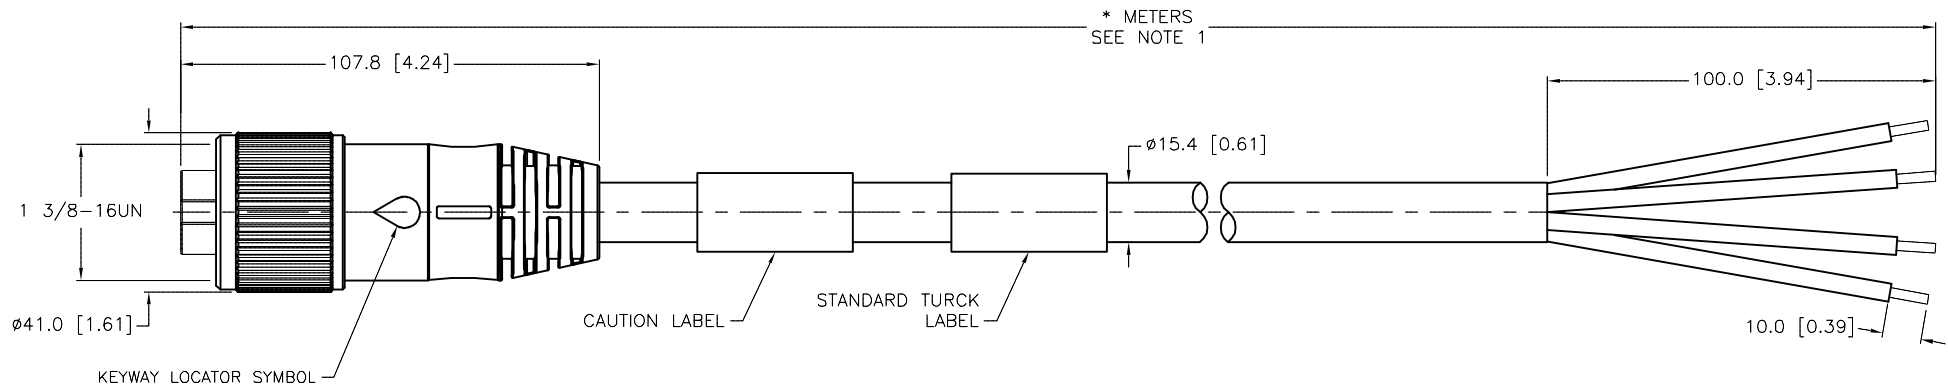 * METERS
SEE NOTE 1
107.8 [4.24]
100.0 [3.94]
ø15.4 [0.61]
1 3/8-16UN
STANDARD TURCK
LABEL
CAUTION LABEL
ø41.0 [1.61]
10.0 [0.39]
KEYWAY LOCATOR SYMBOL